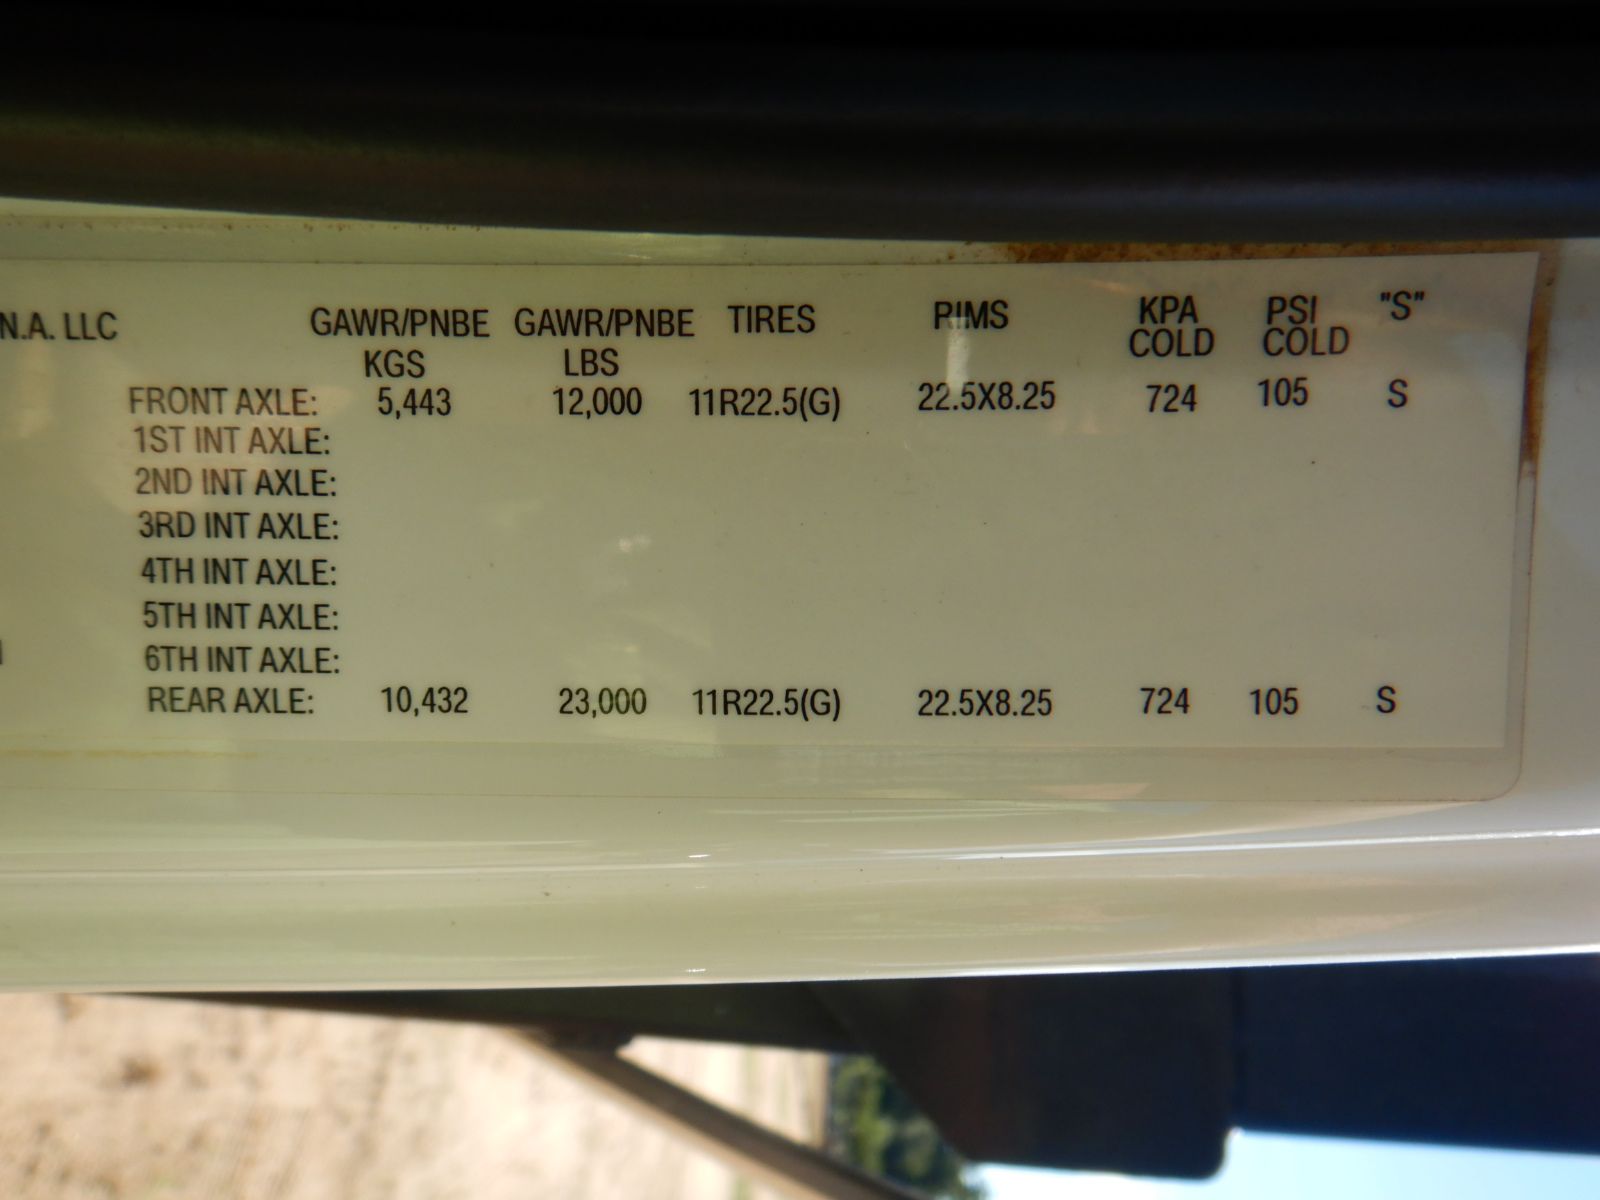 N.A. LLC GAWR/PNBE GAWR/PNBE TIRES RIMS KPA PSI "S"
KGS LBS COLD COLD
FRONT AXLE: 5,443 12,000 11R22.5(G) 22.5X8.25 724 105 S
1ST INT AXLE:
2ND INT AXLE:
3RD INT AXLE:
4TH INT AXLE:
5TH INT AXLE:
6TH INT AXLE:
REAR AXLE: 10,432 23,000 11R22.5(G) 22.5X8.25 724 105 S